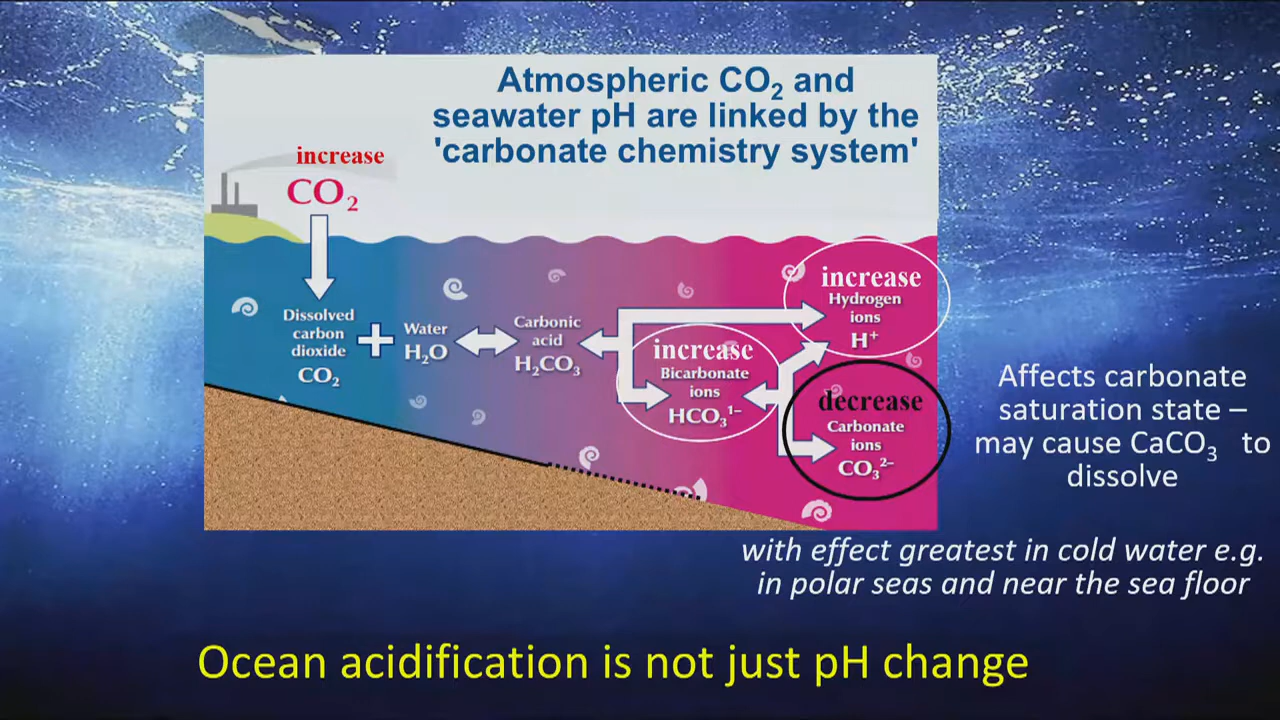 Atmospheric CO₂ and
seawater pH are linked by the
'carbonate chemistry system'
increase
CO₂
Dissolved
carbon
dioxide
CO₂
+
Water
H₂O
Carbonic
acid
H₂CO₃
increase
Bicarbonate
ions
HCO₃¹⁻
increase
Hydrogen
ions
H⁺
decrease
Carbonate
ions
CO₃²⁻
Affects carbonate
saturation state –
may cause CaCO₃ to
dissolve
with effect greatest in cold water e.g.
in polar seas and near the sea floor
Ocean acidification is not just pH change